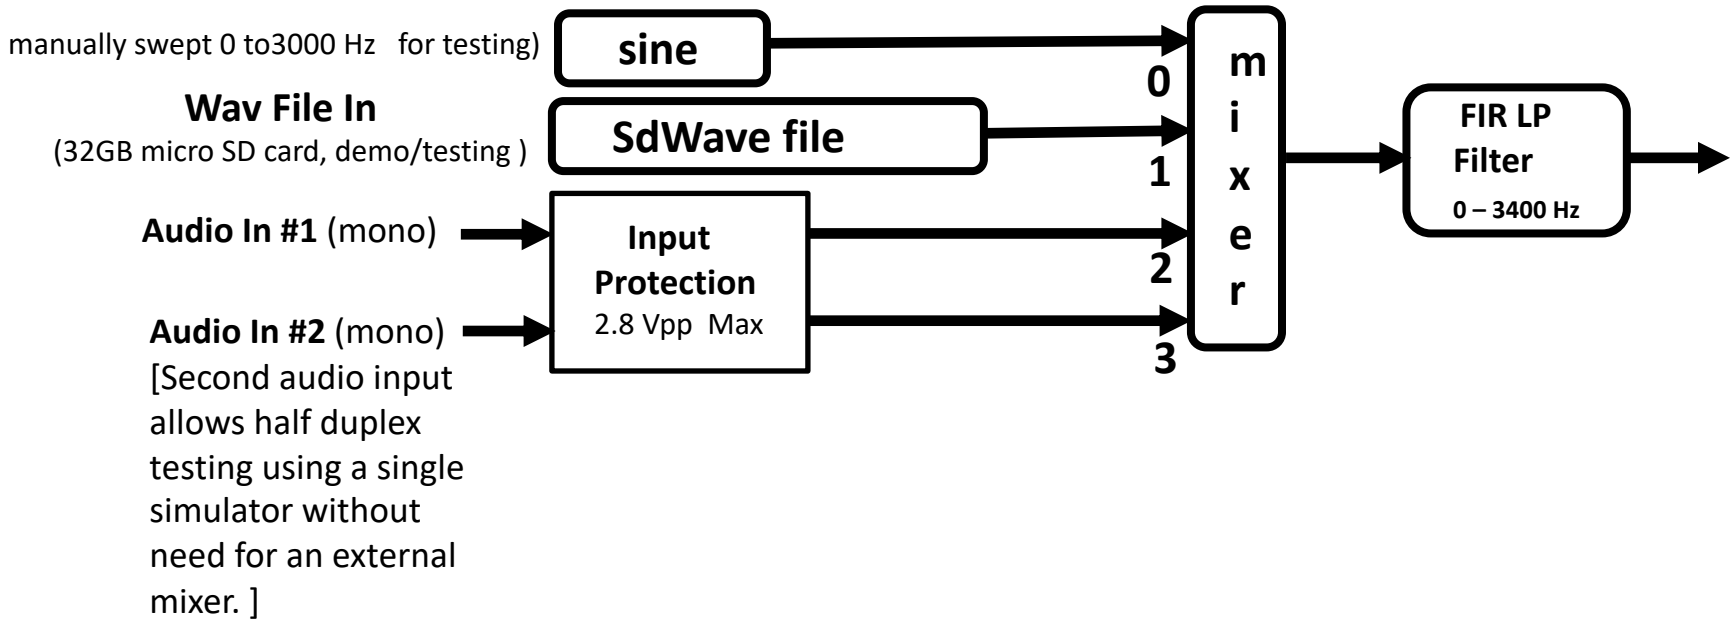 manually swept 0 to3000 Hz   for testing)
sine
0
Wav File In
(32GB micro SD card, demo/testing )
SdWave file
1
Audio In #1 (mono)
Audio In #2 (mono)
[Second audio input
allows half duplex
testing using a single
simulator without
need for an external
mixer. ]
Input
Protection
2.8 Vpp  Max
2
3
m
i
x
e
r
FIR LP
Filter
0 – 3400 Hz